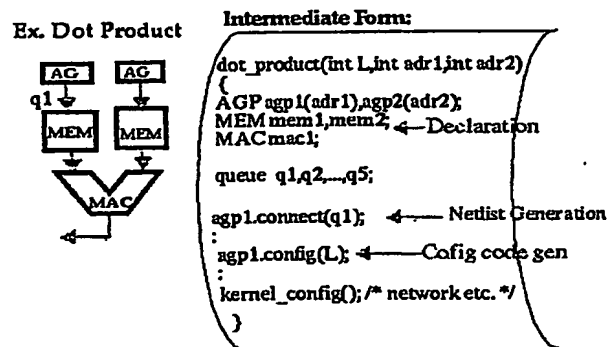 Ex. Dot Product
AG AG
q1
MEM MEM
MAC
Intermediate Form:
dot_product(int L,int adr1,int adr2)
{
AGP agp1(adr1),agp2(adr2);
MEM mem1,mem2; Declaration
MAC mac1;
queue q1,q2,...,q5;
agp1.connect(q1); Netlist Generation
:
agp1.config(L); Cofig code gen
:
kernel_config(); /* network etc. */
}